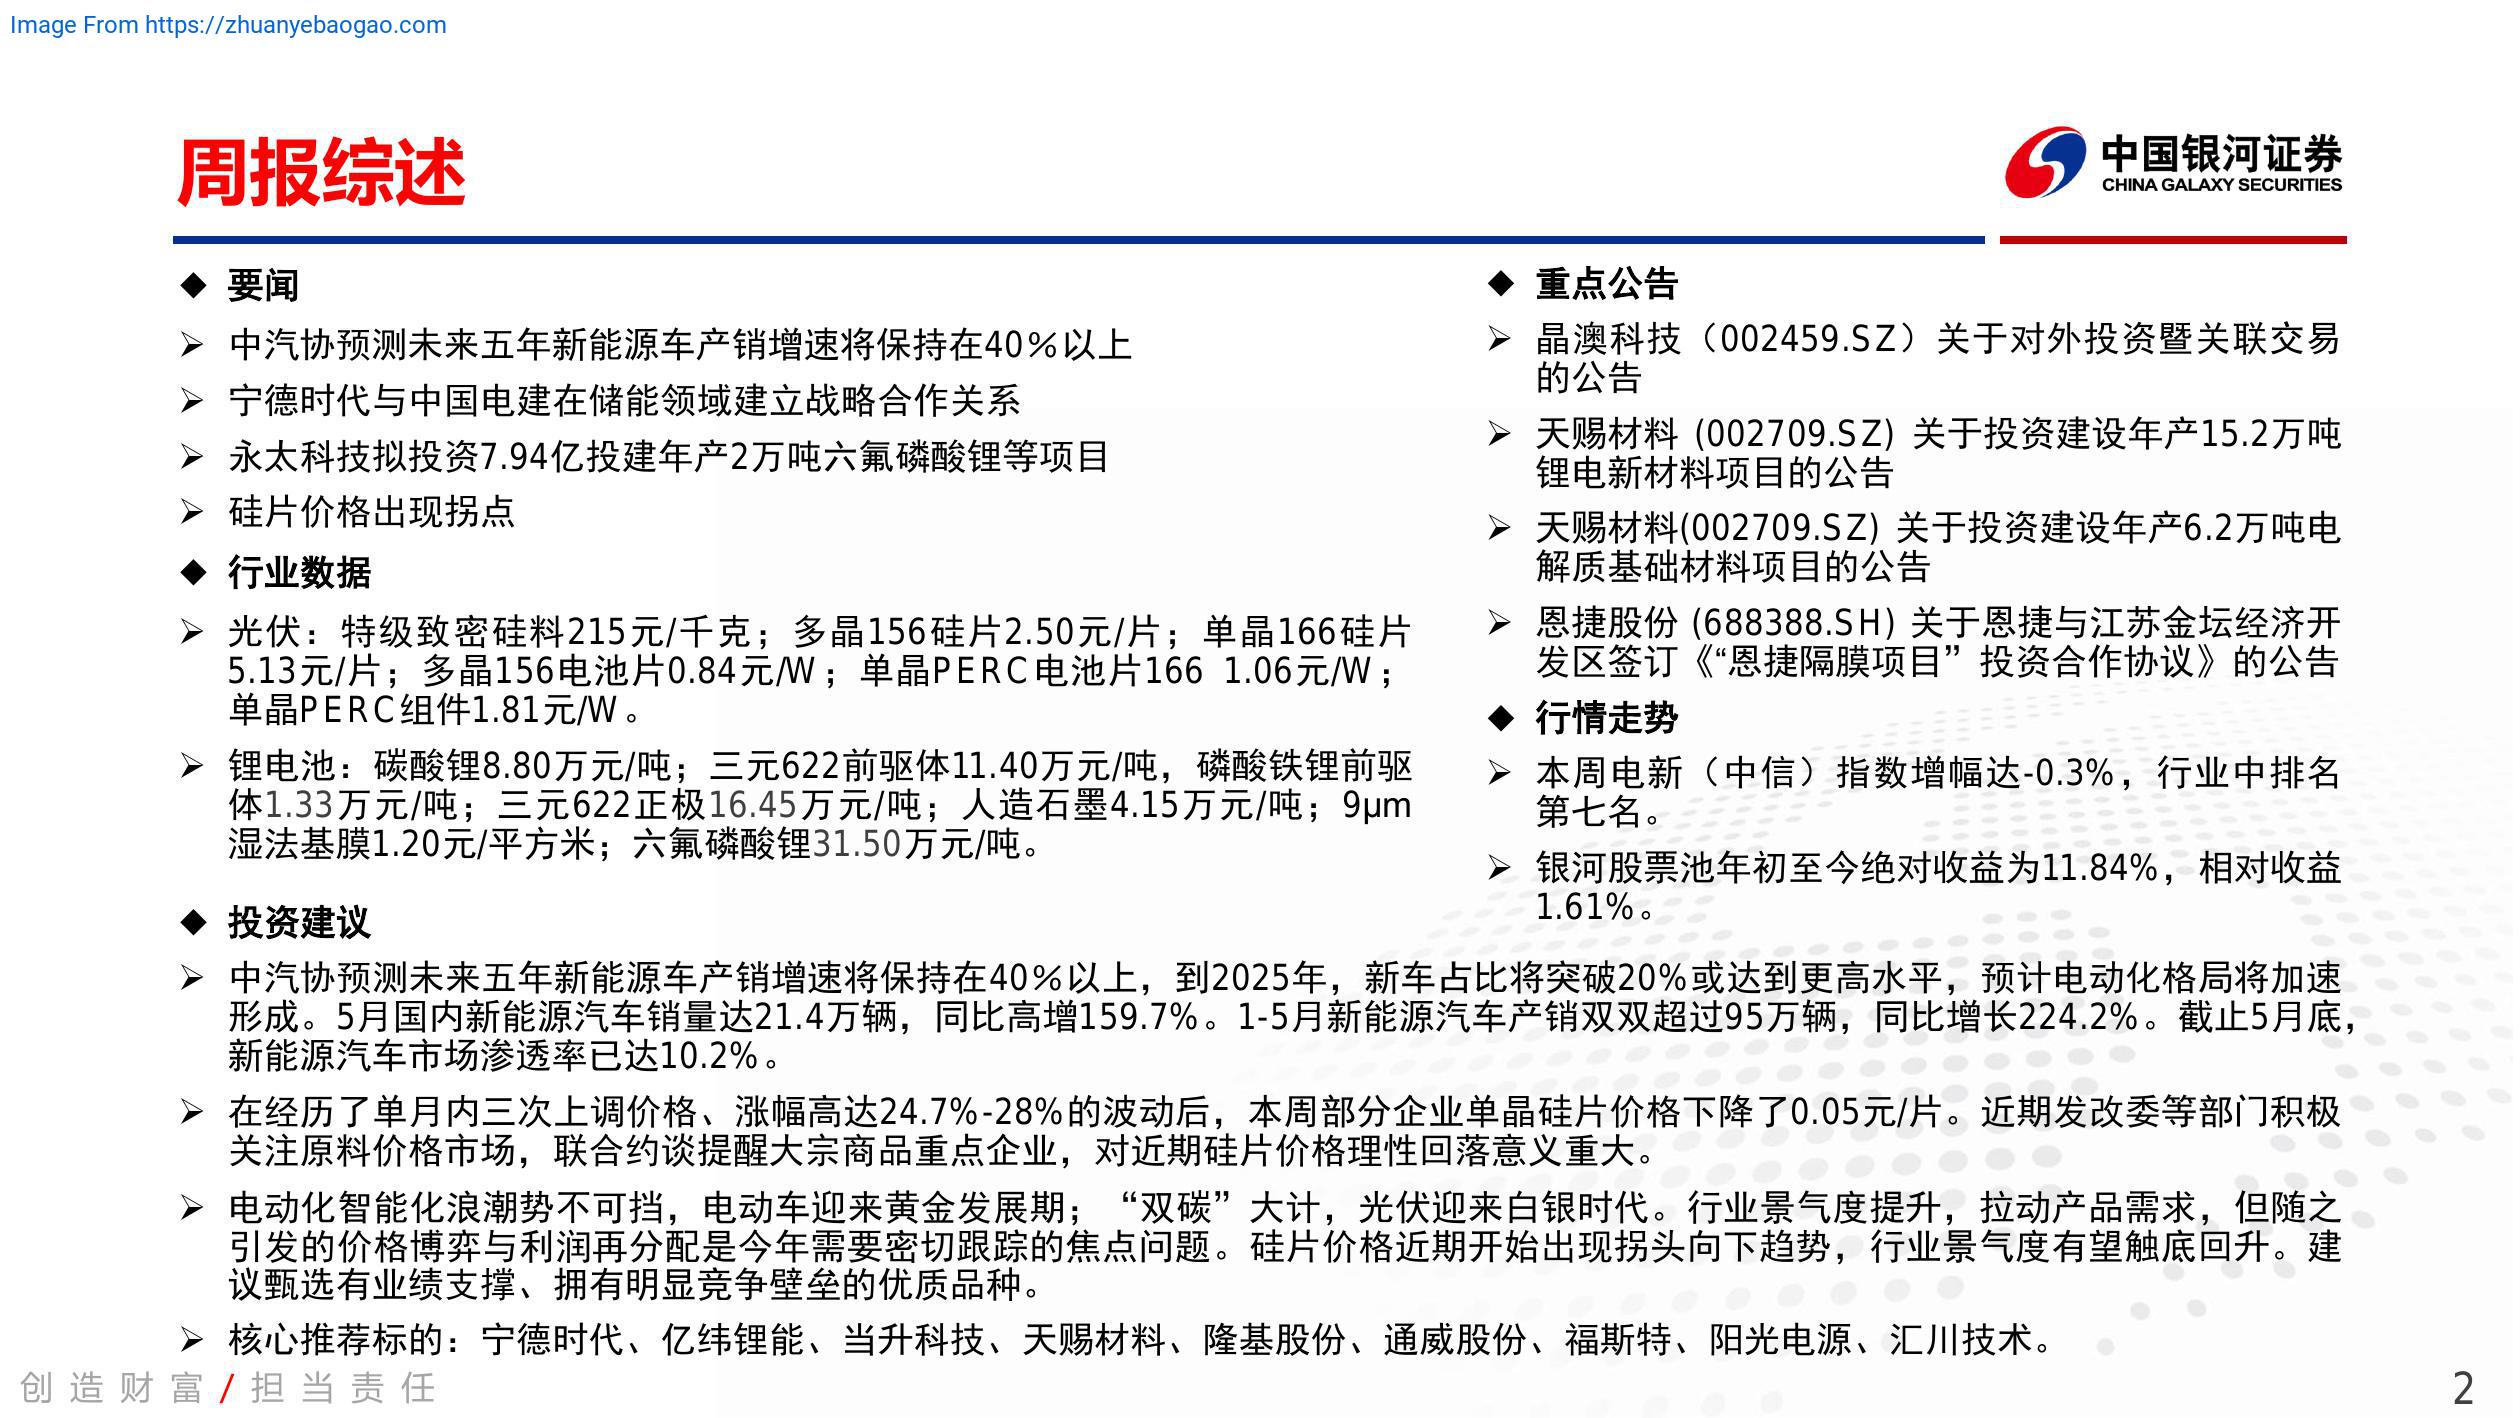 Image From https://zhuanyebaogao.com
周报综述
中国银河证券
CHINA GALAXY SECURITIES
◆ 要闻
➢ 中汽协预测未来五年新能源车产销增速将保持在40％以上
➢ 宁德时代与中国电建在储能领域建立战略合作关系
➢ 永太科技拟投资7.94亿投建年产2万吨六氟磷酸锂等项目
➢ 硅片价格出现拐点
◆ 行业数据
➢ 光伏：特级致密硅料215元/千克；多晶156硅片2.50元/片；单晶166硅片
5.13元/片；多晶156电池片0.84元/W；单晶PERC电池片166 1.06元/W；
单晶PERC组件1.81元/W。
➢ 锂电池：碳酸锂8.80万元/吨；三元622前驱体11.40万元/吨，磷酸铁锂前驱
体1.33万元/吨；三元622正极16.45万元/吨；人造石墨4.15万元/吨；9μm
湿法基膜1.20元/平方米；六氟磷酸锂31.50万元/吨。
◆ 重点公告
➢ 晶澳科技（002459.SZ）关于对外投资暨关联交易
的公告
➢ 天赐材料 (002709.SZ) 关于投资建设年产15.2万吨
锂电新材料项目的公告
➢ 天赐材料(002709.SZ) 关于投资建设年产6.2万吨电
解质基础材料项目的公告
➢ 恩捷股份 (688388.SH) 关于恩捷与江苏金坛经济开
发区签订《“恩捷隔膜项目”投资合作协议》的公告
◆ 行情走势
➢ 本周电新（中信）指数增幅达-0.3%，行业中排名
第七名。
➢ 银河股票池年初至今绝对收益为11.84%，相对收益
1.61%。
◆ 投资建议
➢ 中汽协预测未来五年新能源车产销增速将保持在40％以上，到2025年，新车占比将突破20%或达到更高水平，预计电动化格局将加速
形成。5月国内新能源汽车销量达21.4万辆，同比高增159.7%。1-5月新能源汽车产销双双超过95万辆，同比增长224.2%。截止5月底，
新能源汽车市场渗透率已达10.2%。
➢ 在经历了单月内三次上调价格、涨幅高达24.7%-28%的波动后，本周部分企业单晶硅片价格下降了0.05元/片。近期发改委等部门积极
关注原料价格市场，联合约谈提醒大宗商品重点企业，对近期硅片价格理性回落意义重大。
➢ 电动化智能化浪潮势不可挡，电动车迎来黄金发展期；“双碳”大计，光伏迎来白银时代。行业景气度提升，拉动产品需求，但随之
引发的价格博弈与利润再分配是今年需要密切跟踪的焦点问题。硅片价格近期开始出现拐头向下趋势，行业景气度有望触底回升。建
议甄选有业绩支撑、拥有明显竞争壁垒的优质品种。
➢ 核心推荐标的：宁德时代、亿纬锂能、当升科技、天赐材料、隆基股份、通威股份、福斯特、阳光电源、汇川技术。
创造财富/担当责任
2